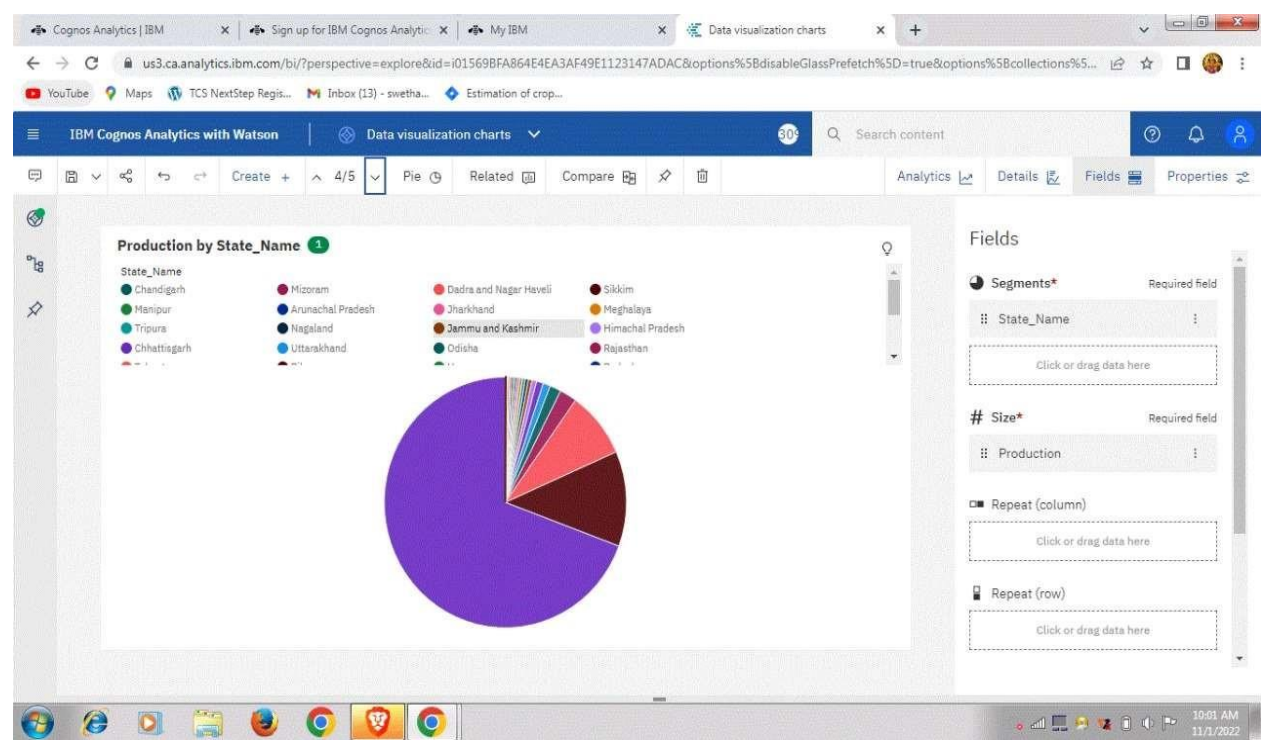 Cognos Analytics | IBM
Sign up for IBM Cognos Analytic
My IBM
Data visualization charts
us3.ca.analytics.ibm.com/bi/?perspective=explore&id=i01569BFA864E4EA3AF49E1123147ADAC&options%5BdisableGlassPrefetch%5D=true&options%5Bcollections%5...
YouTube Maps TCS NextStep Regis... Inbox (13) - swetha... Estimation of crop...
IBM Cognos Analytics with Watson Data visualization charts Search content
Create + 4/5 Pie Related Compare Analytics Details Fields Properties
Production by State_Name 1
State_Name
Chandigarh Mizoram Dadra and Nagar Haveli Sikkim
Manipur Arunachal Pradesh Jharkhand Meghalaya
Tripura Nagaland Jammu and Kashmir Himachal Pradesh
Chhattisgarh Uttarakhand Odisha Rajasthan
Fields
Segments* Required field
State_Name
Click or drag data here
# Size* Required field
Production
Click or drag data here
Repeat (column)
Click or drag data here
Repeat (row)
Click or drag data here
10:01 AM
11/1/2022